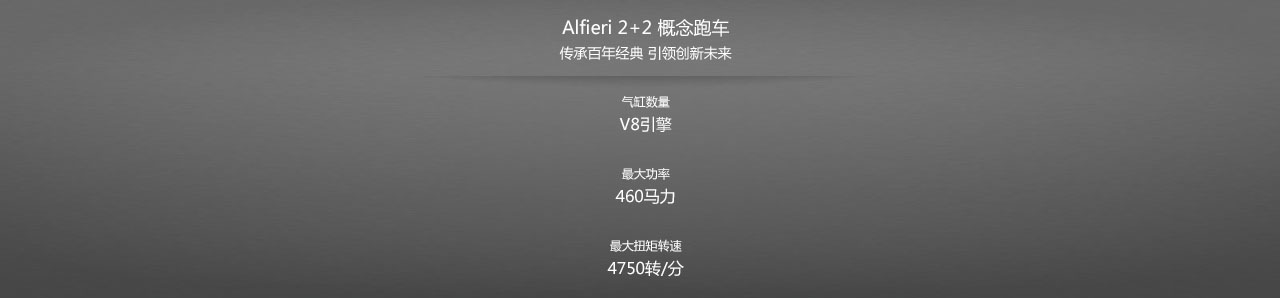 Alfieri 2+2 概念跑车
传承百年经典 引领创新未来
气缸数量
V8引擎
最大功率
460马力
最大扭矩转速
4750转/分